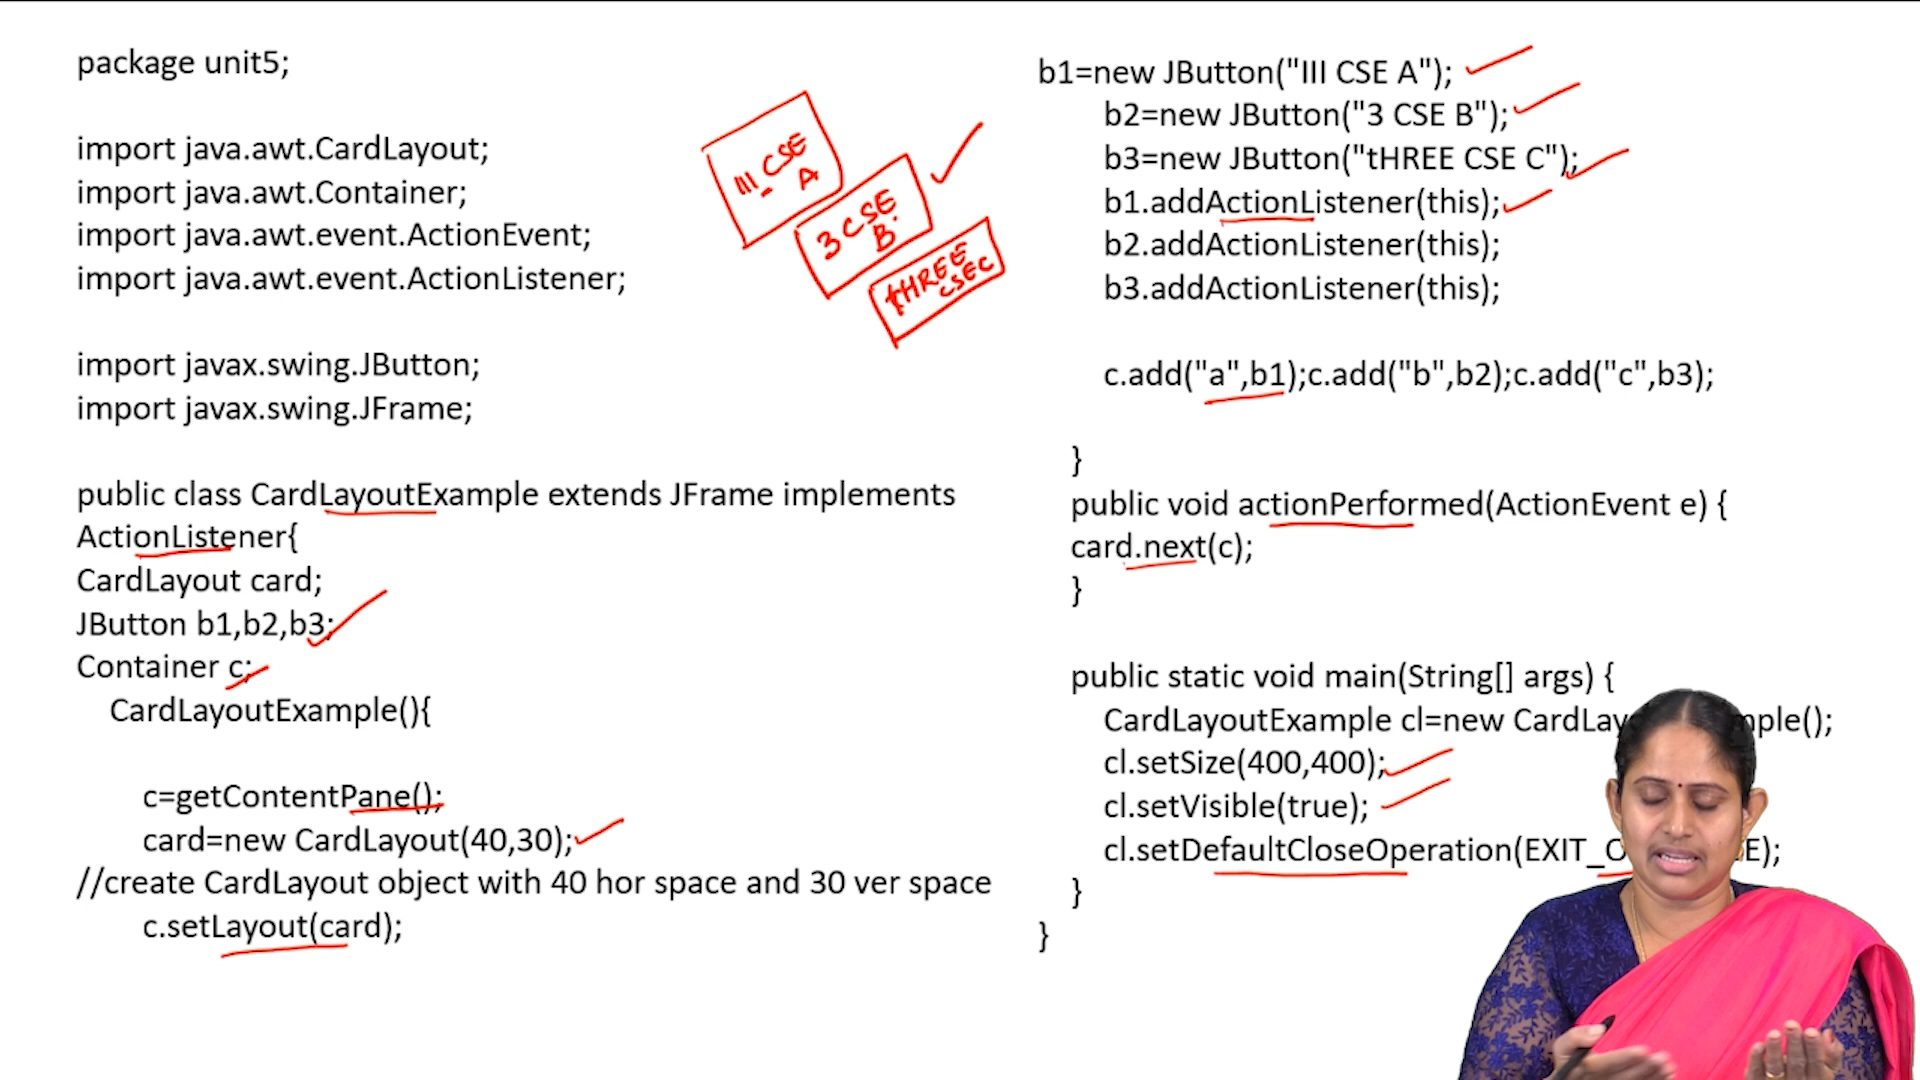 package unit5;
import java.awt.CardLayout;
import java.awt.Container;
import java.awt.event.ActionEvent;
import java.awt.event.ActionListener;
import javax.swing.JButton;
import javax.swing.JFrame;
public class CardLayoutExample extends JFrame implements
ActionListener{
CardLayout card;
JButton b1,b2,b3;
Container c;
CardLayoutExample(){
c=getContentPane();
card=new CardLayout(40,30);
//create CardLayout object with 40 hor space and 30 ver space
c.setLayout(card);
III CSE
A
3 CSE
B
tHREE
CSEC
b1=new JButton("III CSE A");
b2=new JButton("3 CSE B");
b3=new JButton("tHREE CSE C");
b1.addActionListener(this);
b2.addActionListener(this);
b3.addActionListener(this);
c.add("a",b1);c.add("b",b2);c.add("c",b3);
}
public void actionPerformed(ActionEvent e) {
card.next(c);
}
public static void main(String[] args) {
CardLayoutExample cl=new CardLay mple();
cl.setSize(400,400);
cl.setVisible(true);
cl.setDefaultCloseOperation(EXIT_O E);
}
}